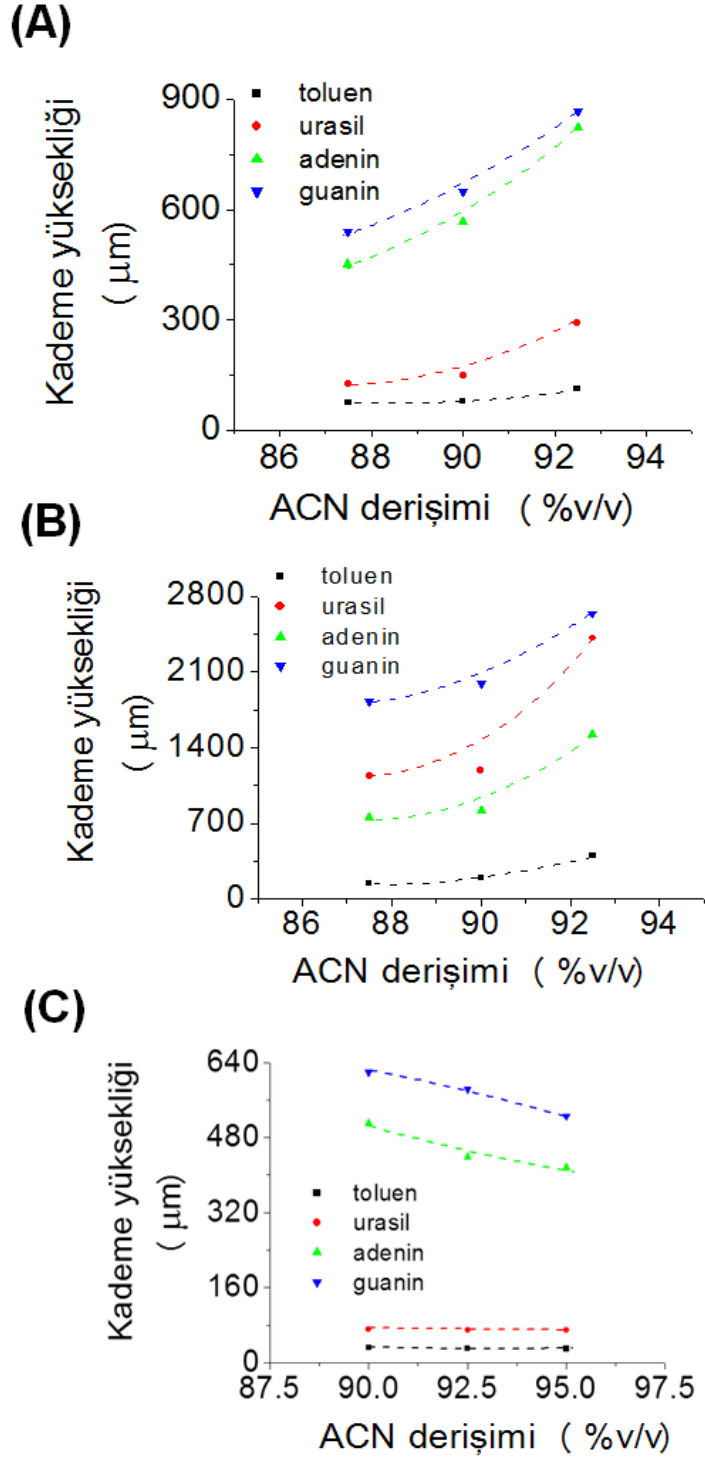 (A)
Kademe yüksekliği
( µm)
900
600
300
0
toluen
urasil
adenin
guanin
86 88 90 92 94
ACN derişimi ( %v/v)
(B)
Kademe yüksekliği
( µm)
2800
2100
1400
700
0
toluen
urasil
adenin
guanin
86 88 90 92 94
ACN derişimi ( %v/v)
(C)
Kademe yüksekliği
( µm)
640
480
320
160
0
toluen
urasil
adenin
guanin
87.5 90.0 92.5 95.0 97.5
ACN derişimi ( %v/v)